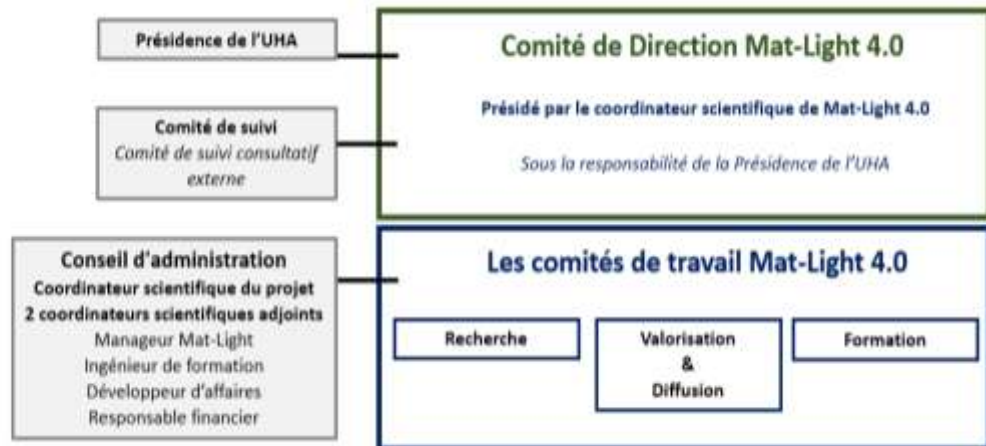 Présidence de l'UHA
Comité de Direction Mat-Light 4.0
Présidé par le coordinateur scientifique de Mat-Light 4.0
Sous la responsabilité de la Présidence de l'UHA
Comité de suivi
Comité de suivi consultatif
externe
Conseil d'administration
Coordinateur scientifique du projet
2 coordinateurs scientifiques adjoints
Manageur Mat-Light
Ingénieur de formation
Développeur d'affaires
Responsable financier
Les comités de travail Mat-Light 4.0
Recherche
Valorisation
&
Diffusion
Formation